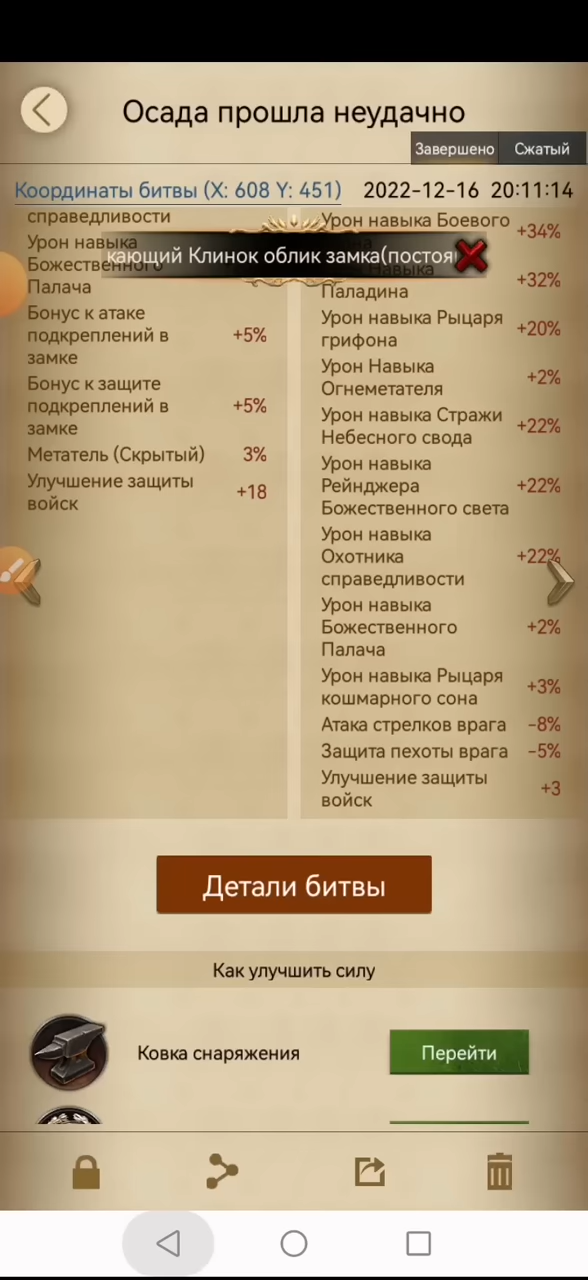 Осада прошла неудачно
Завершено
Сжатый
Координаты битвы (X: 608 Y: 451)
2022-12-16 20:11:14
справедливости
Урон навыка
Божественного
Палача
Бонус к атаке
подкреплений в +5%
замке
Бонус к защите
подкреплений в +5%
замке
Метатель (Скрытый) 3%
Улучшение защиты
войск +18
кающий Клинок облик замка(постоя
Урон навыка Боевого
+34%
навыка
Паладина +32%
Урон навыка Рыцаря
грифона +20%
Урон Навыка
Огнеметателя +2%
Урон навыка Стражи
Небесного свода +22%
Урон навыка
Рейнджера +22%
Божественного света
Урон навыка
Охотника +22%
справедливости
Урон навыка
Божественного +2%
Палача
Урон навыка Рыцаря
кошмарного сона +3%
Атака стрелков врага -8%
Защита пехоты врага -5%
Улучшение защиты
войск +3
Детали битвы
Как улучшить силу
Ковка снаряжения
Перейти